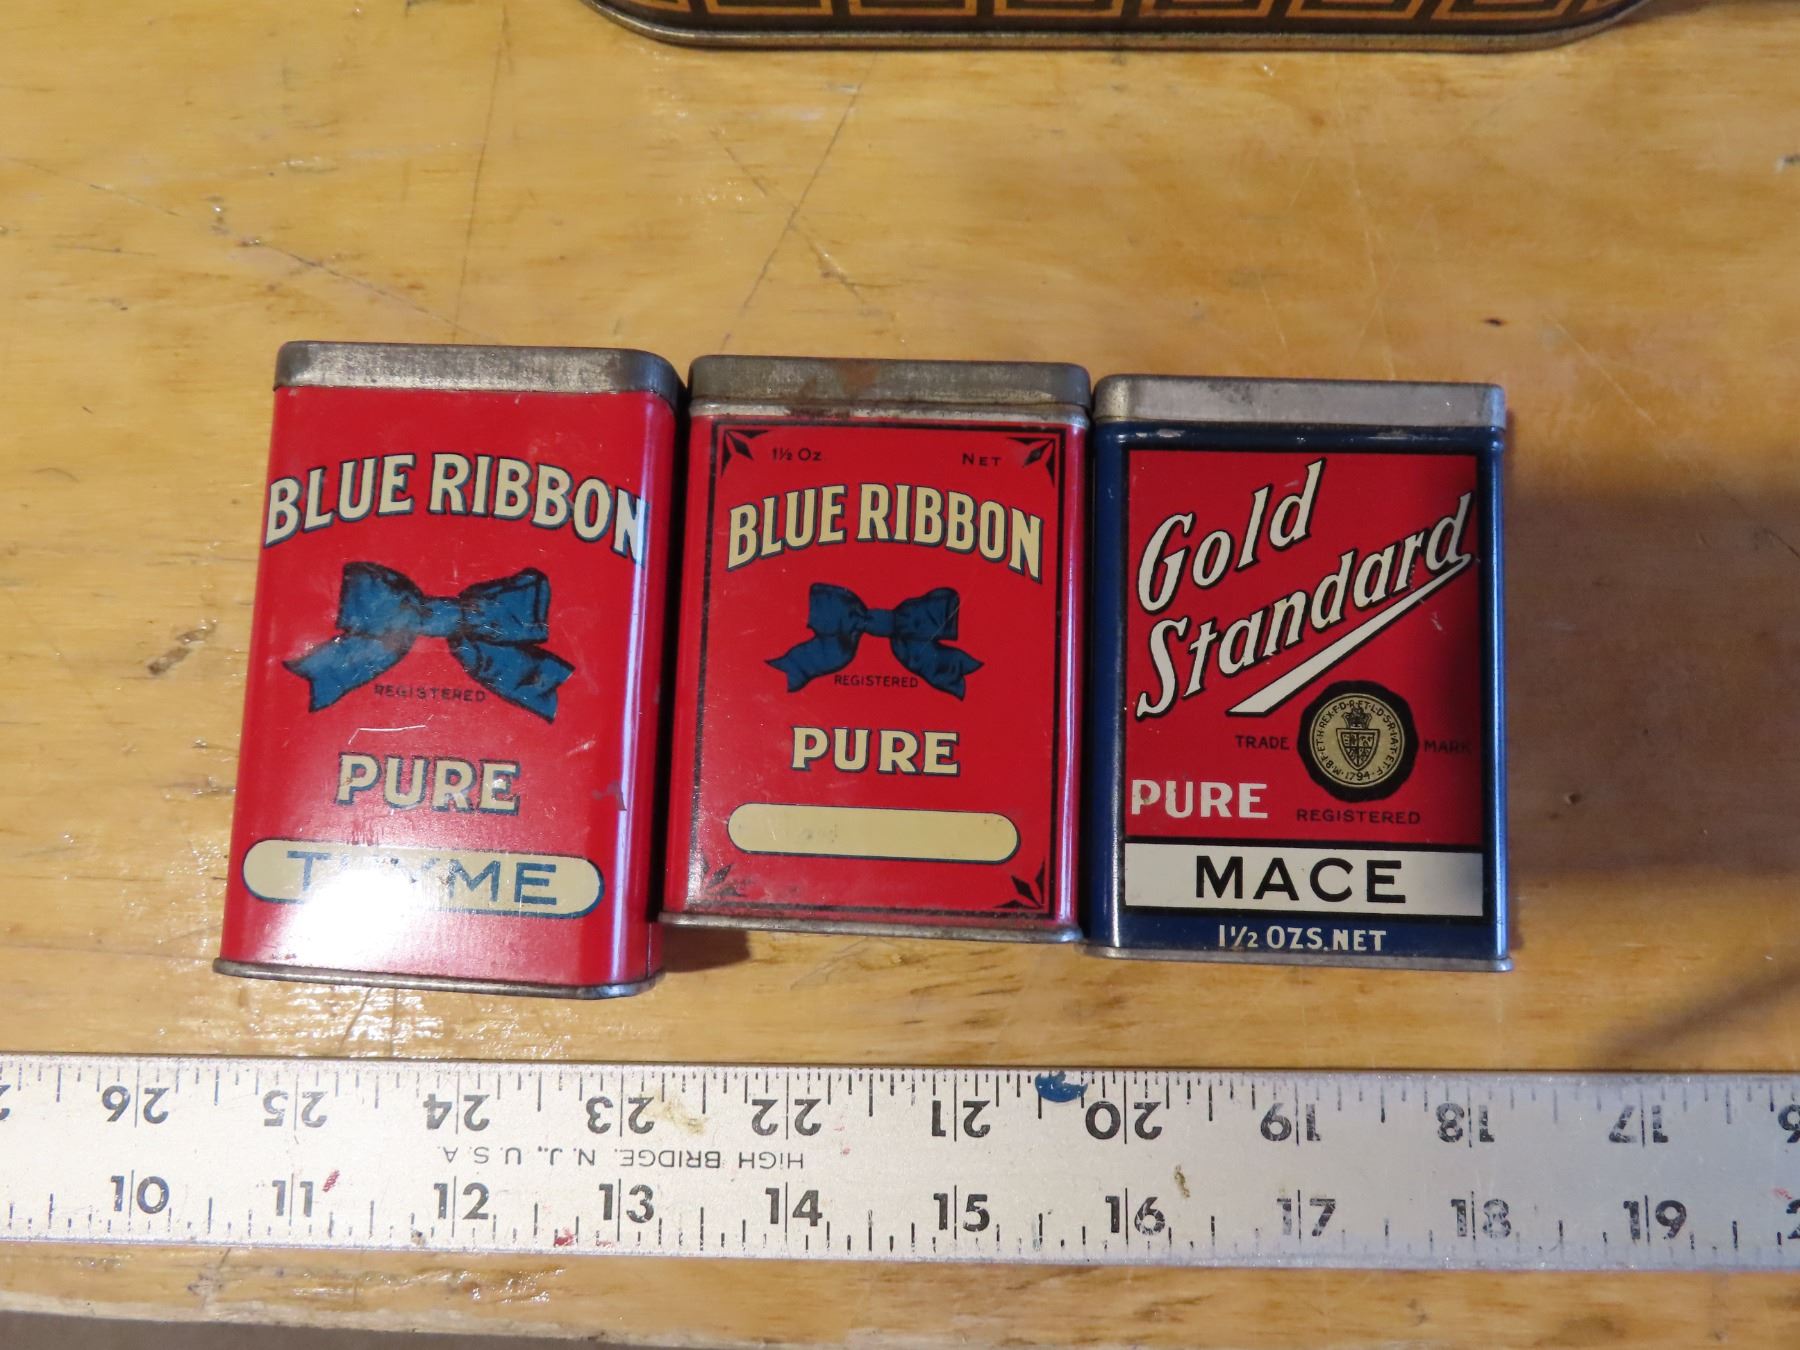 BLUE RIBBON
REGISTERED
PURE
THYME
1½ Oz NET
BLUE RIBBON
REGISTERED
PURE
Gold
Standard
TRADE MARK
1794
PURE
REGISTERED
MACE
1½ OZS. NET
26 25 24 23 22 21 20 19 18 17
HIGH BRIDGE, N.J., U.S.A.
10 11 12 13 14 15 16 17 18 19